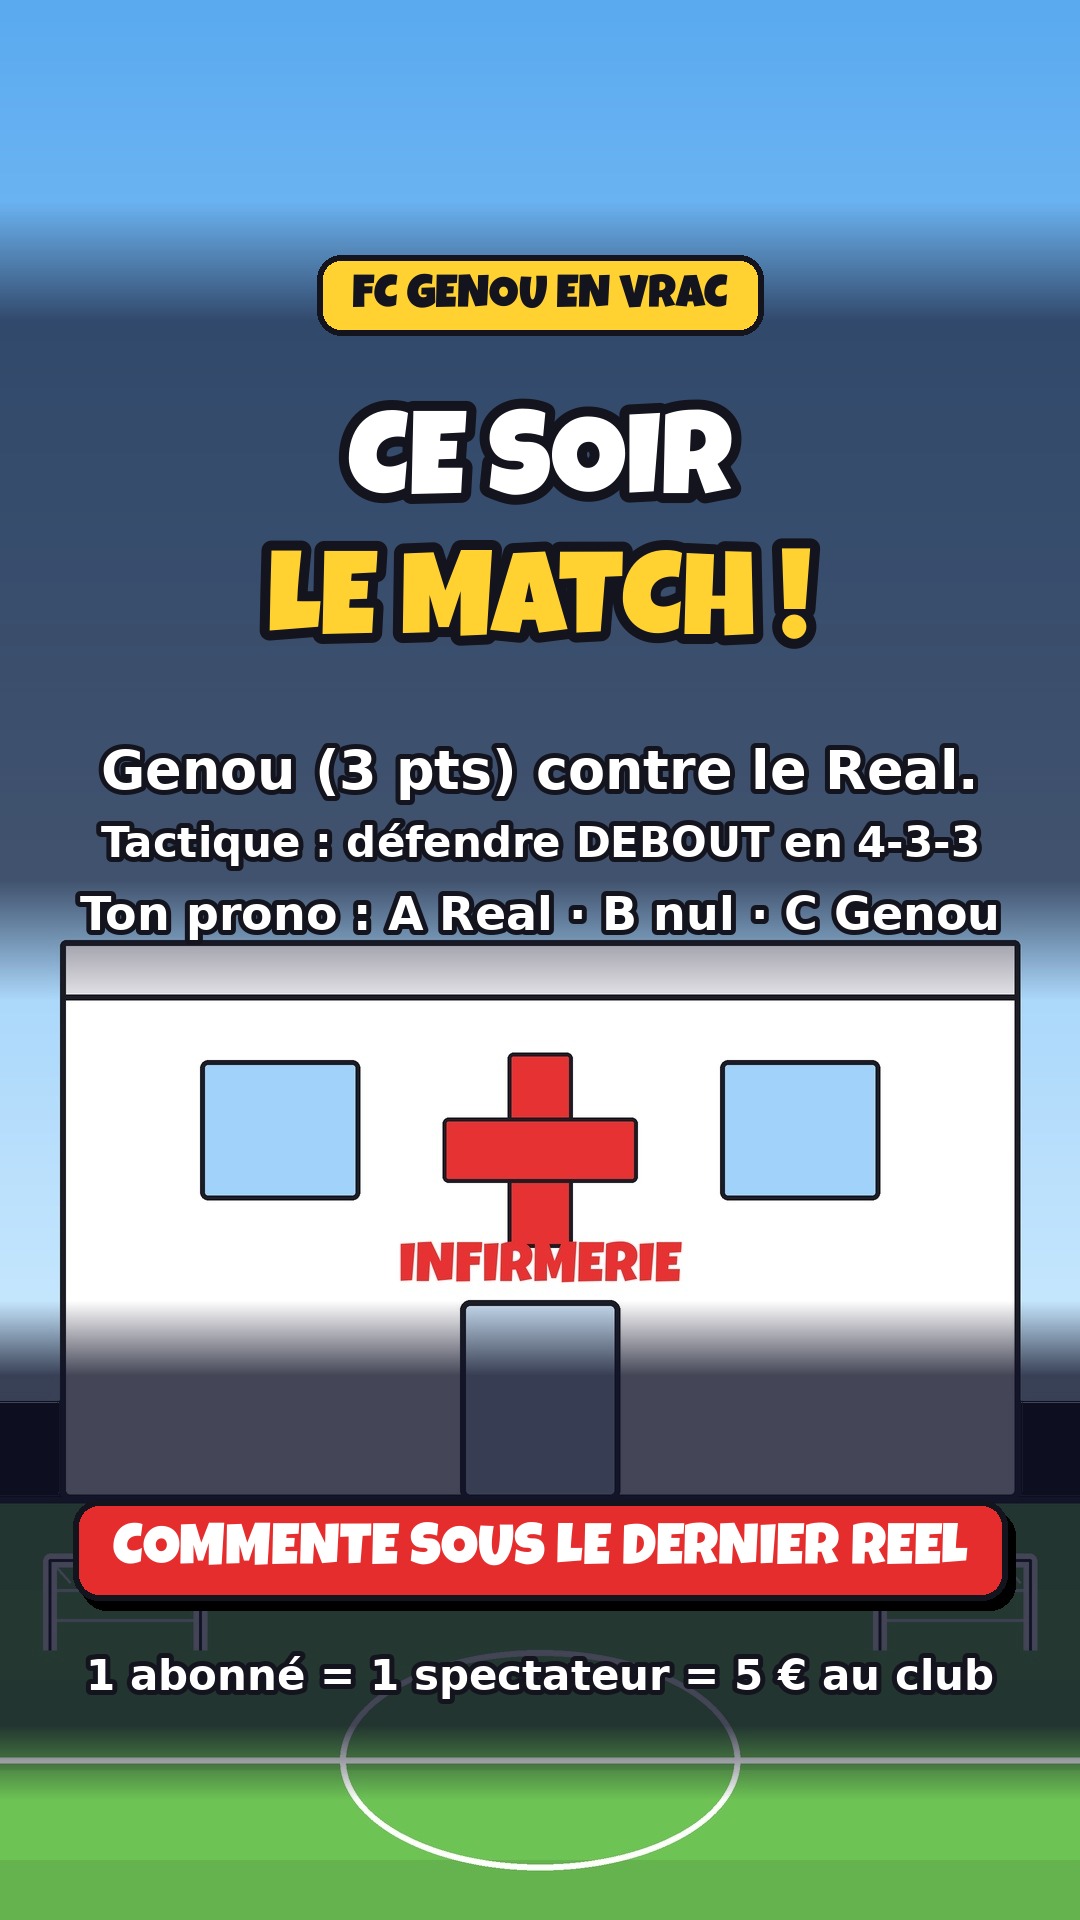 FC GENOU EN VRAC
CE SOIR
LE MATCH !
Genou (3 pts) contre le Real.
Tactique : défendre DEBOUT en 4-3-3
Ton prono : A Real · B nul · C Genou
INFIRMERIE
COMMENTE SOUS LE DERNIER REEL
1 abonné = 1 spectateur = 5 € au club